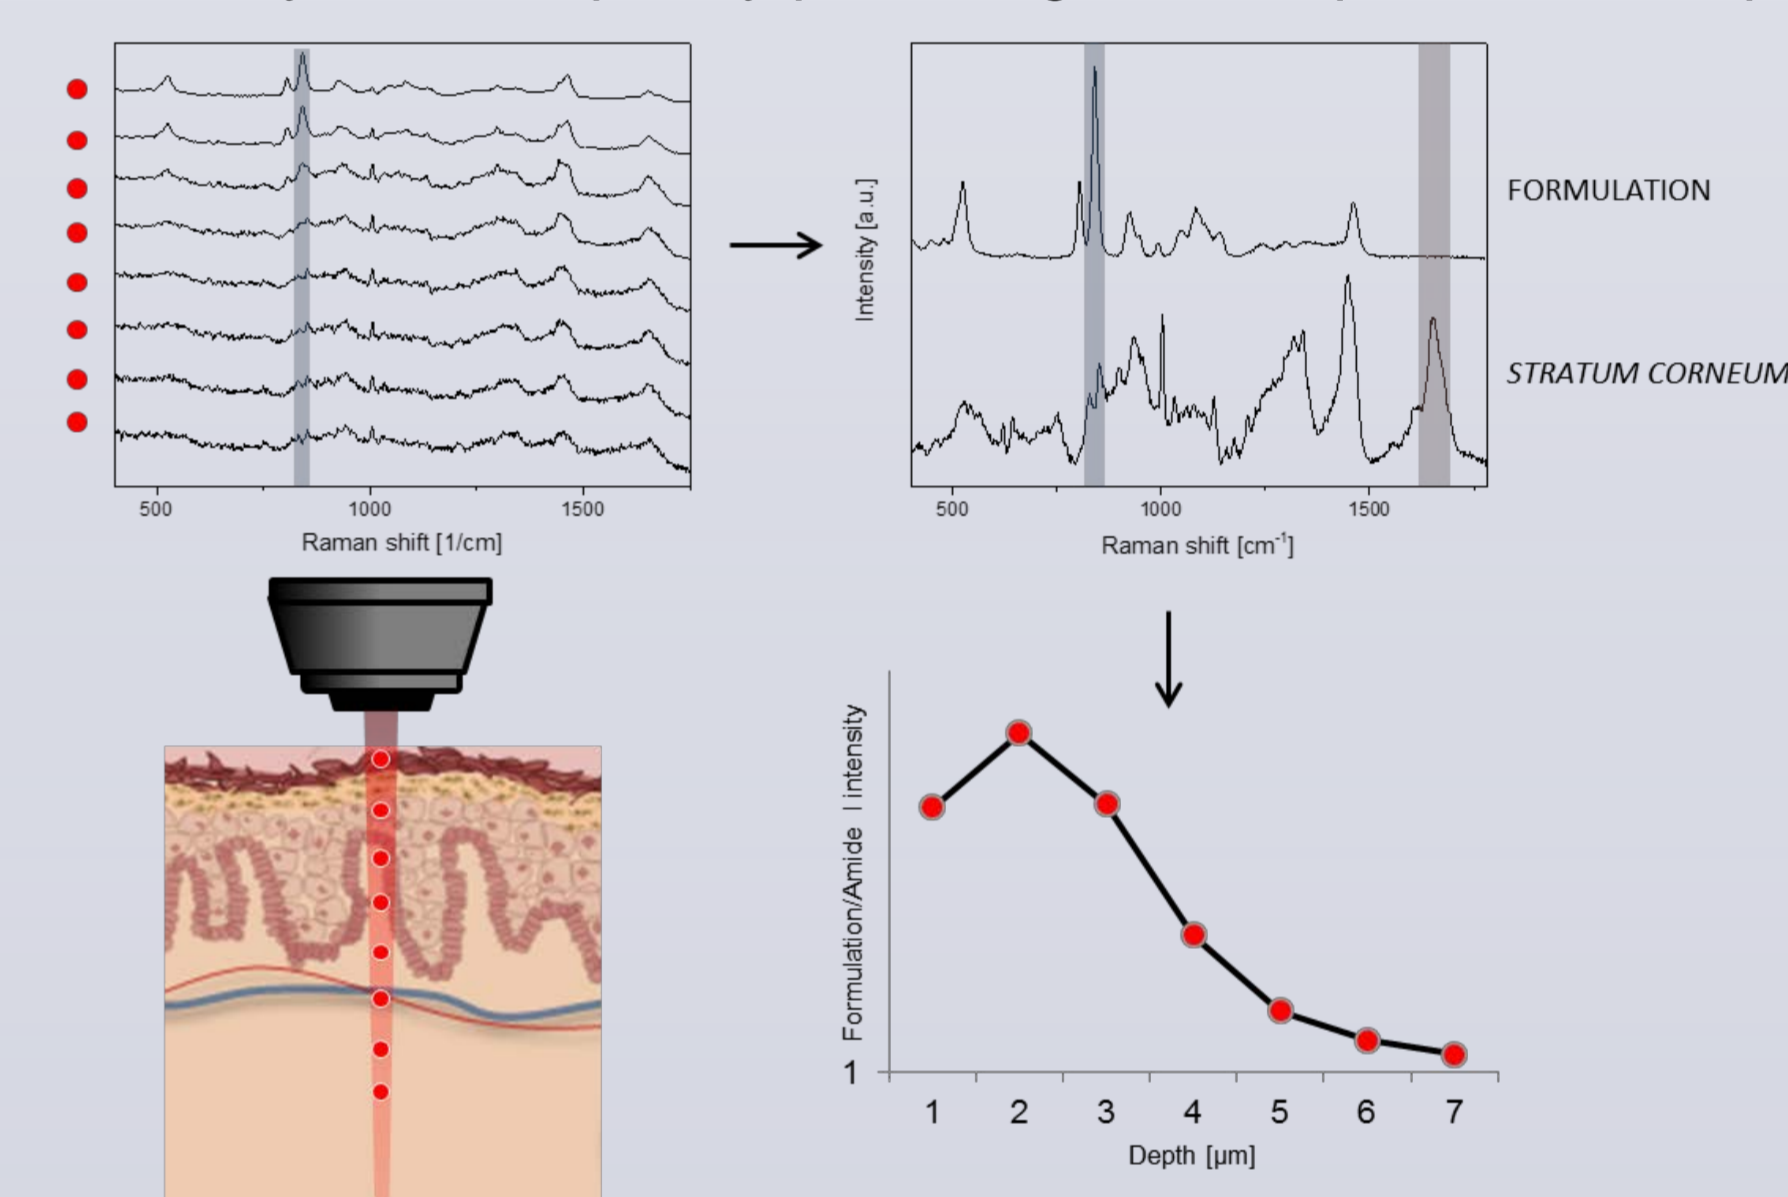 500 1000 1500
Raman shift [1/cm]
Intensity [a.u.]
FORMULATION
STRATUM CORNEUM
500 1000 1500
Raman shift [cm⁻¹]
Formulation/Amide I intensity
1
1 2 3 4 5 6 7
Depth [µm]